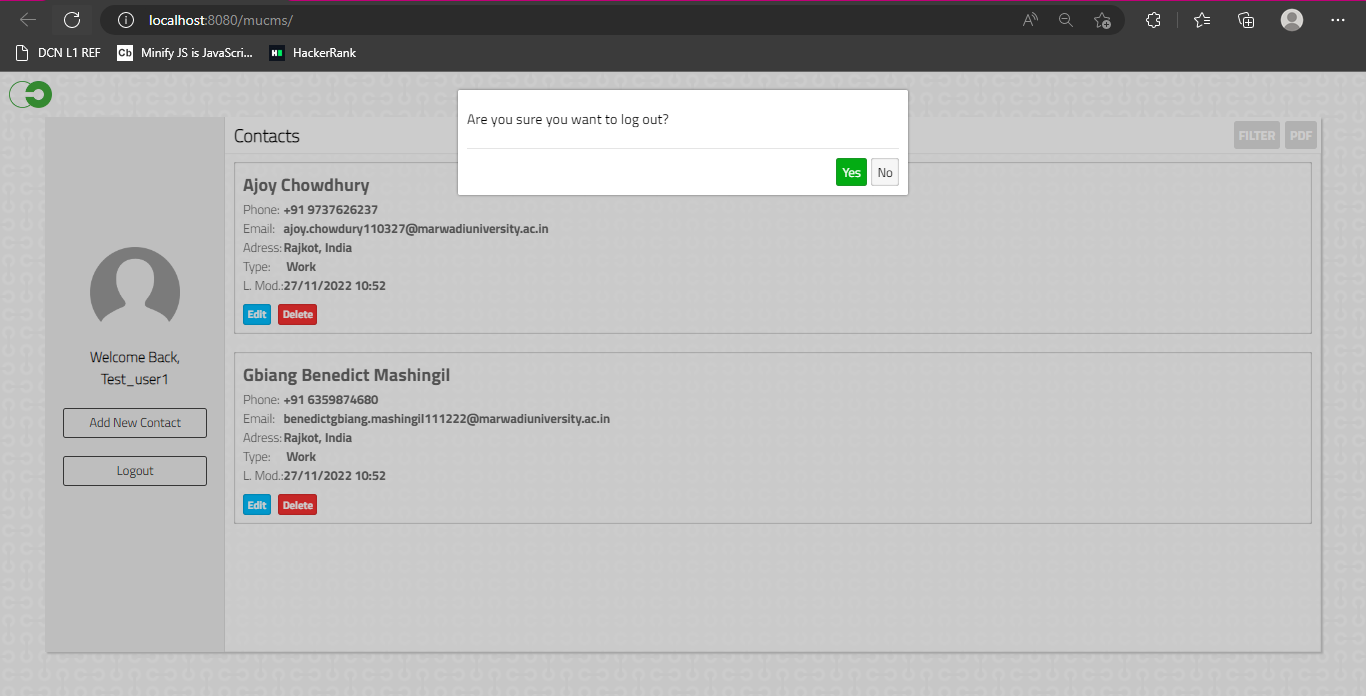 localhost:8080/mucms/
DCN L1 REF
Cb Minify JS is JavaScri...
HackerRank
Are you sure you want to log out?
Yes No
Contacts
FILTER PDF
Ajoy Chowdhury
Phone: +91 9737626237
Email: ajoy.chowdury110327@marwadiuniversity.ac.in
Adress: Rajkot, India
Type: Work
L. Mod.:27/11/2022 10:52
Edit Delete
Gbiang Benedict Mashingil
Phone: +91 6359874680
Email: benedictgbiang.mashingil111222@marwadiuniversity.ac.in
Adress: Rajkot, India
Type: Work
L. Mod.:27/11/2022 10:52
Edit Delete
Welcome Back,
Test_user1
Add New Contact
Logout